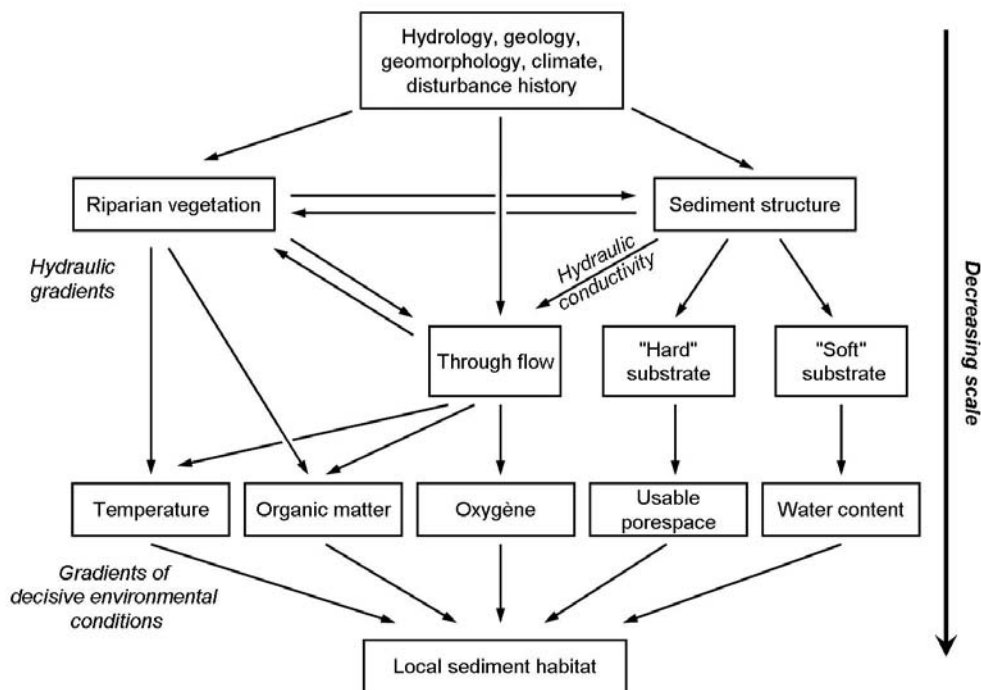 Hydrology, geology,
geomorphology, climate,
disturbance history
Riparian vegetation
Sediment structure
Hydraulic
gradients
Hydraulic
conductivity
Through flow
"Hard"
substrate
"Soft"
substrate
Temperature
Organic matter
Oxygène
Usable
porespace
Water content
Gradients of
decisive environmental
conditions
Local sediment habitat
Decreasing scale